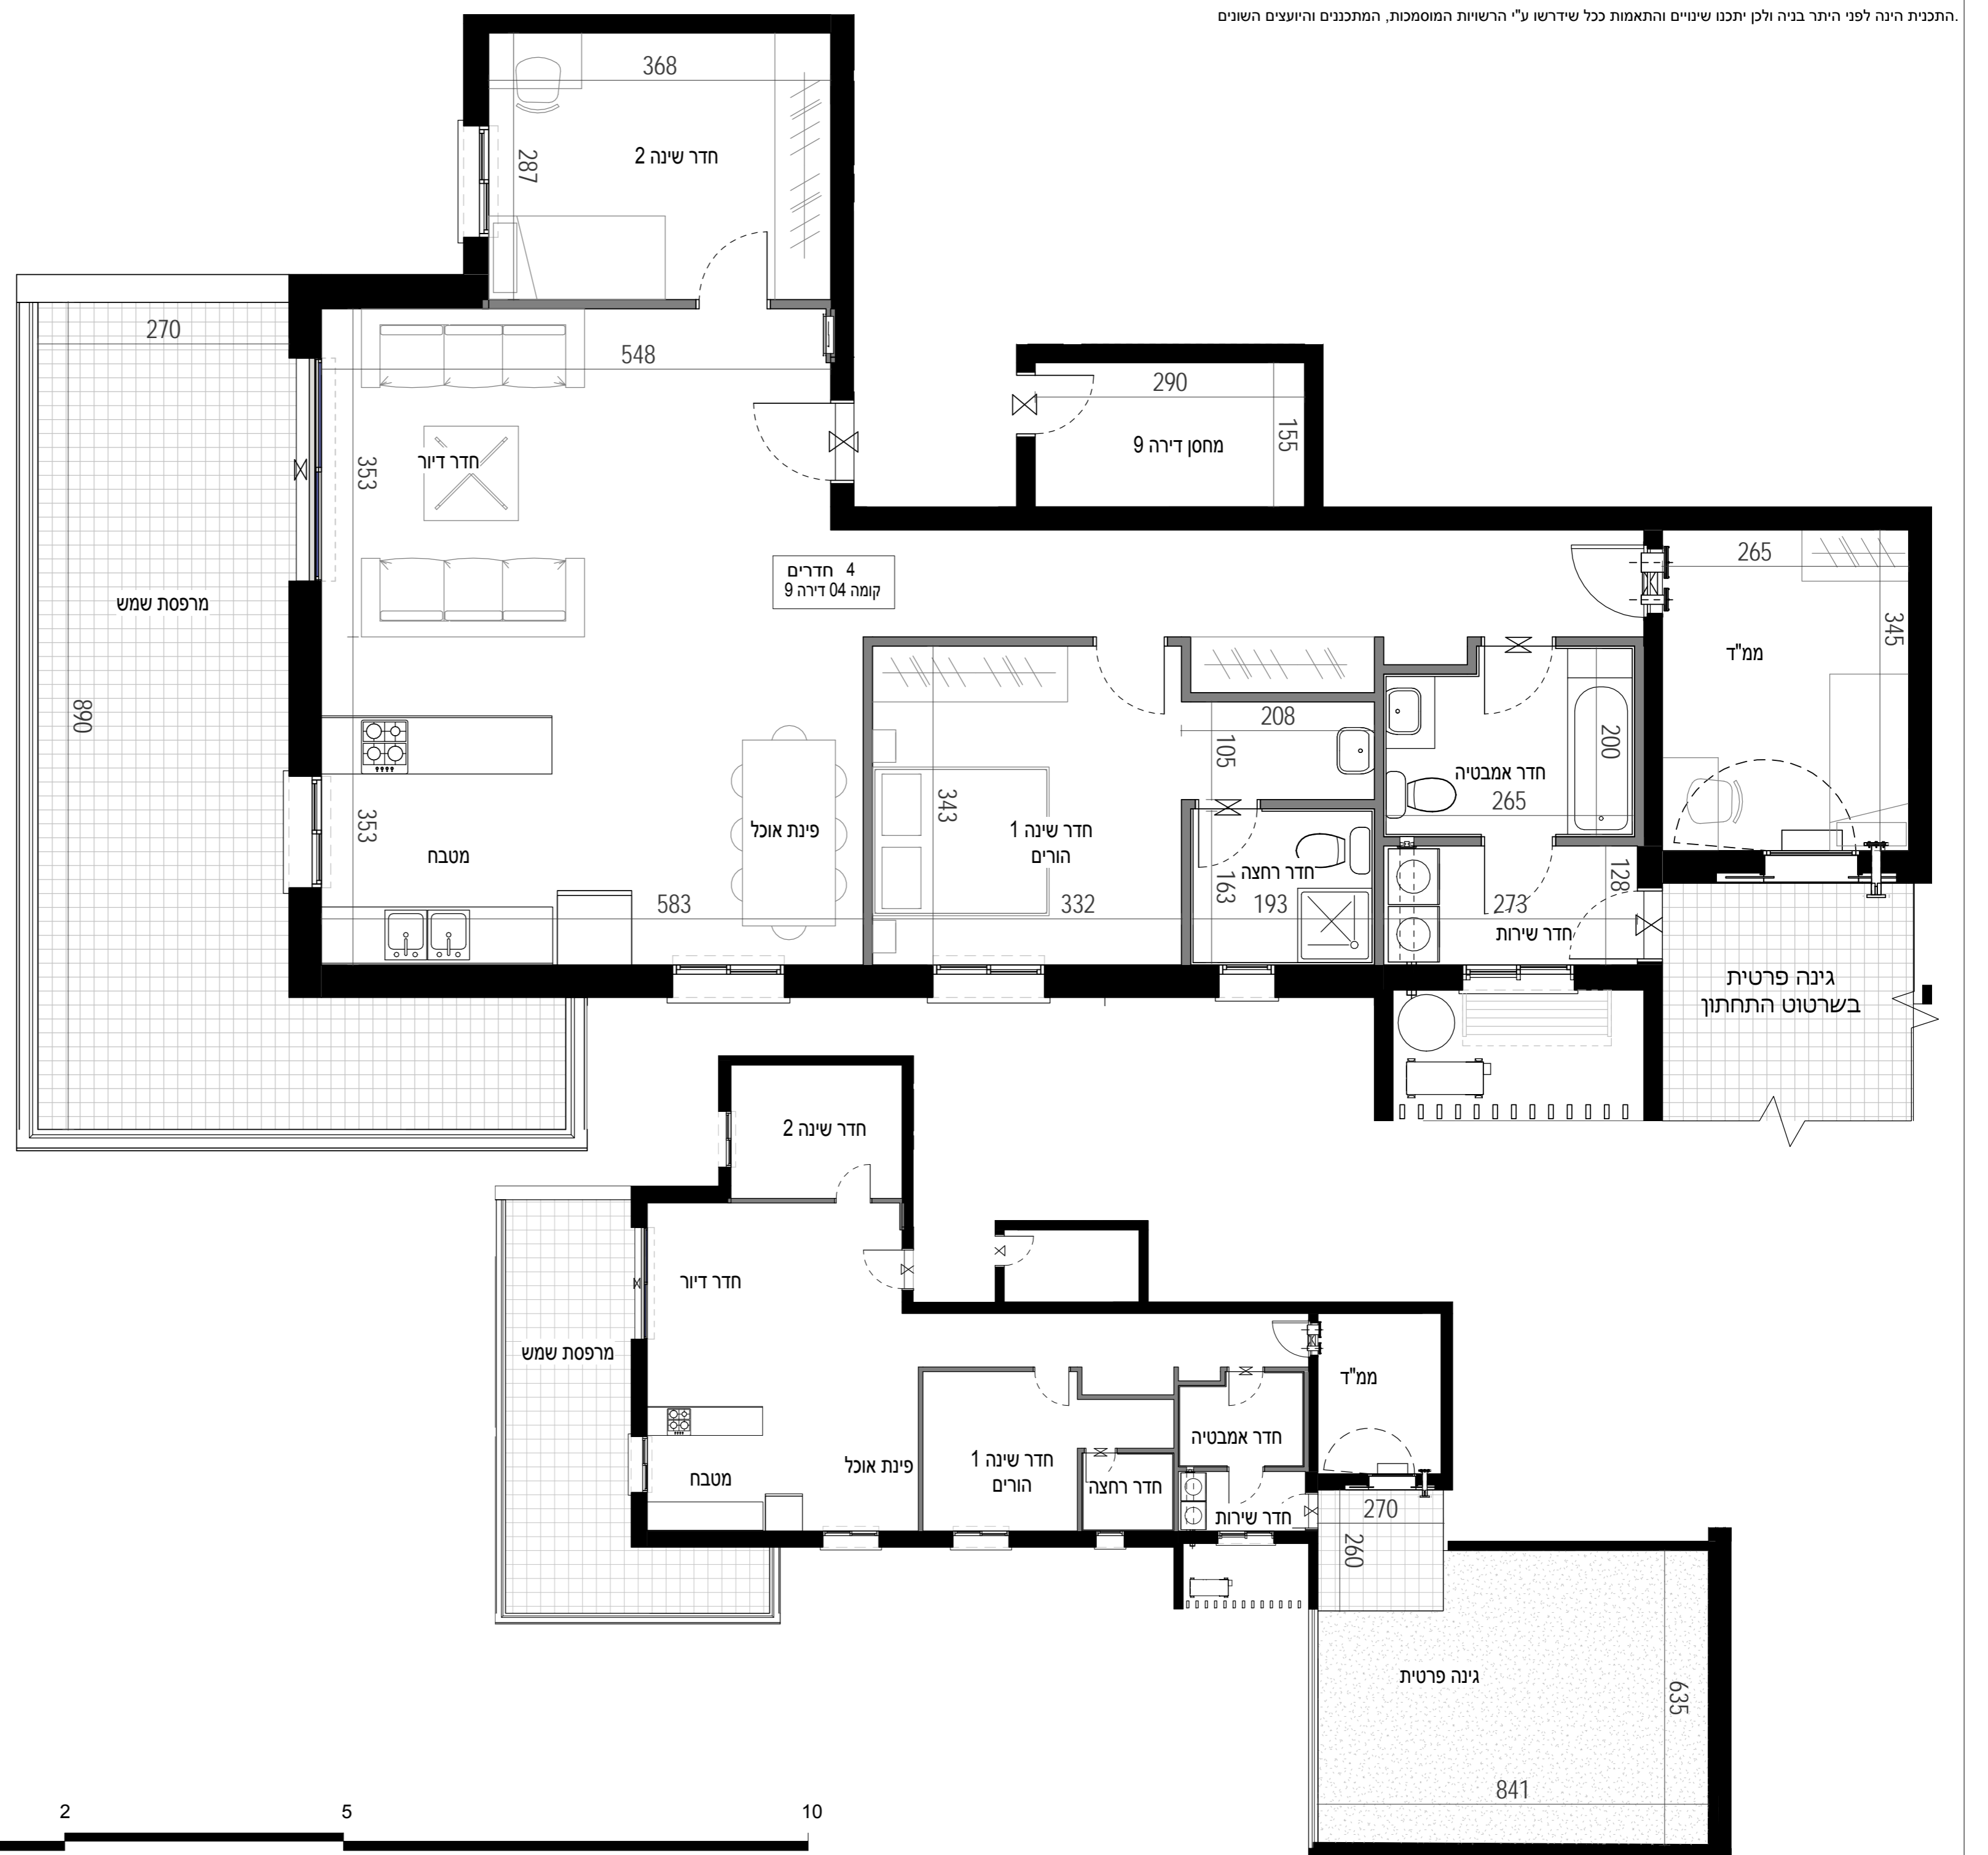 התכנית הינה לפני היתר בניה ולכן יתכנו שינויים והתאמות ככל שידרשו ע"י הרשויות המוסמכות, המתכננים והיועצים השונים.
368
חדר שינה 2
287
270
548
290
155
מחסן דירה 9
חדר דיור
353
4 חדרים
קומה 04 דירה 9
265
345
ממ"ד
מרפסת שמש
890
208
105
200
חדר אמבטיה
265
343
חדר שינה 1
הורים
פינת אוכל
353
מטבח
חדר רחצה
163
128
583
332
193
273
חדר שירות
גינה פרטית
בשרטוט התחתון
חדר שינה 2
חדר דיור
מרפסת שמש
ממ"ד
חדר אמבטיה
חדר שינה 1
הורים
פינת אוכל
מטבח
חדר רחצה
חדר שירות
270
260
גינה פרטית
635
841
2
5
10